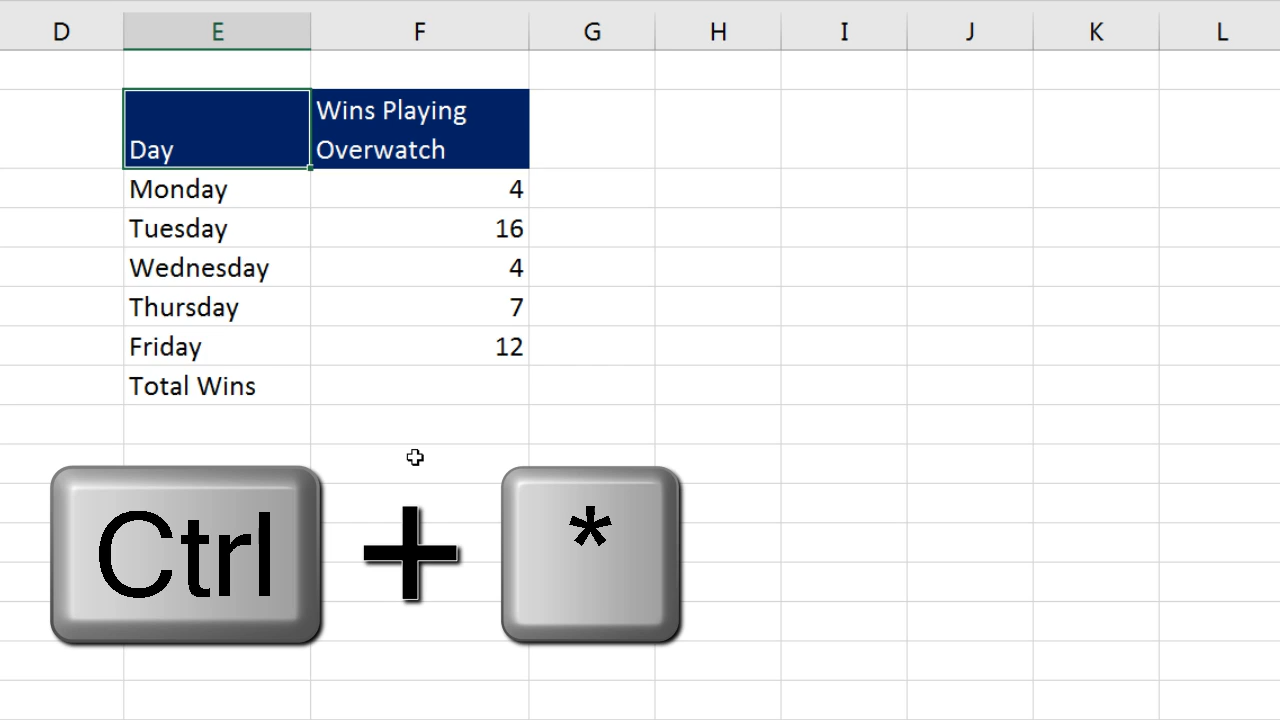 D E F G H I J K L
Wins Playing
Day Overwatch
Monday 4
Tuesday 16
Wednesday 4
Thursday 7
Friday 12
Total Wins
Ctrl + *